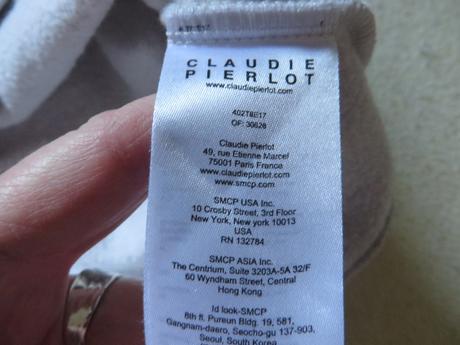 CLAUDIE
PIERLOT
www.claudiepierlot.com
402T8E17
OF: 30628
Claudie Pierlot
49, rue Etienne Marcel
75001 Paris France
www.claudiepierlot.com
www.smcp.com
SMCP USA Inc.
10 Crosby Street, 3rd Floor
New York, New york 10013
USA
RN 132784
SMCP ASIA Inc.
The Centrium, Suite 3203A-5A 32/F
60 Wyndham Street, Central
Hong Kong
Id look-SMCP
6th fl. Pureun Bldg. 19, 581,
Gangnam-daero, Seocho-gu 137-903,
Seoul, South Korea